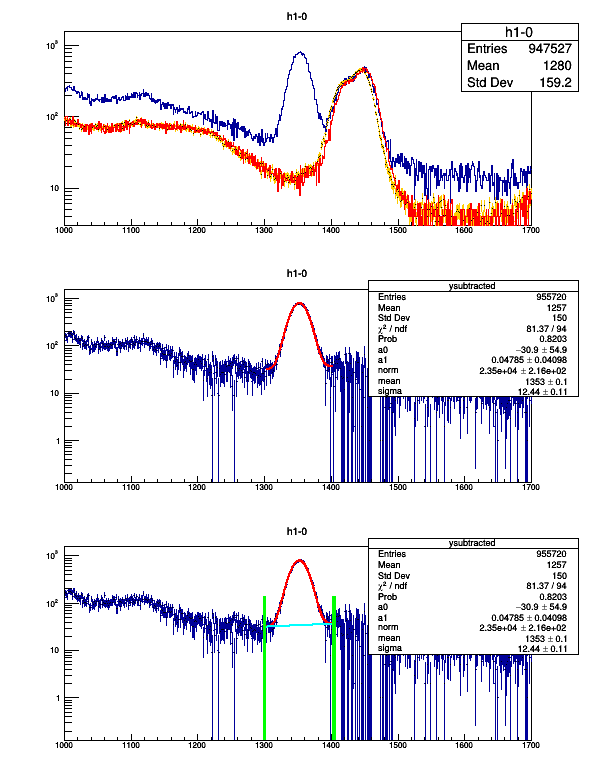 h1-0
h1-0
Entries 947527
Mean 1280
Std Dev 159.2
10³
10²
10
1000 1100 1200 1300 1400 1500 1600 1700
h1-0
ysubtracted
Entries 955720
Mean 1257
Std Dev 150
χ² / ndf 81.37 / 94
Prob 0.8203
a0 −30.9 ± 54.9
a1 0.04785 ± 0.04098
norm 2.35e+04 ± 2.16e+02
mean 1353 ± 0.1
sigma 12.44 ± 0.11
10³
10²
10
1
1000 1100 1200 1300 1400 1500 1600 1700
h1-0
ysubtracted
Entries 955720
Mean 1257
Std Dev 150
χ² / ndf 81.37 / 94
Prob 0.8203
a0 −30.9 ± 54.9
a1 0.04785 ± 0.04098
norm 2.35e+04 ± 2.16e+02
mean 1353 ± 0.1
sigma 12.44 ± 0.11
10³
10²
10
1
1000 1100 1200 1300 1400 1500 1600 1700